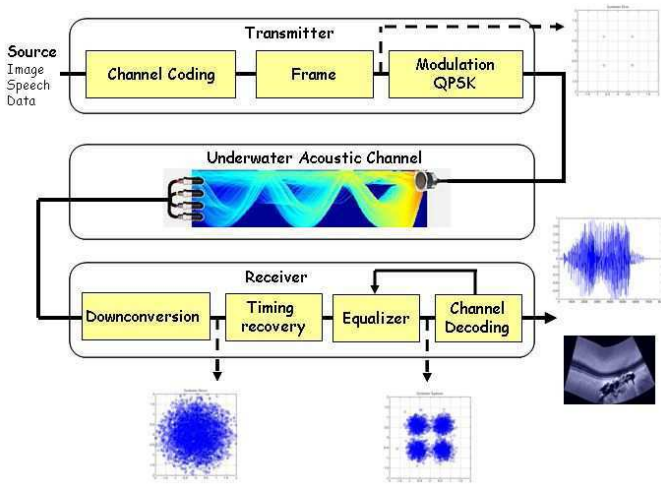 Transmitter
Source
Image
Speech
Data
Channel Coding
Frame
Modulation
QPSK
Underwater Acoustic Channel
Receiver
Downconversion
Timing
recovery
Equalizer
Channel
Decoding